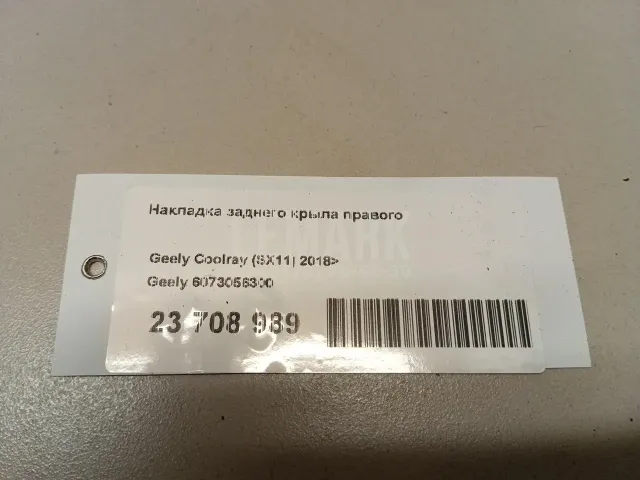 Накладка заднего крыла правого
Geely Coolray (SX11) 2018>
Geely 6073056300
23 708 989